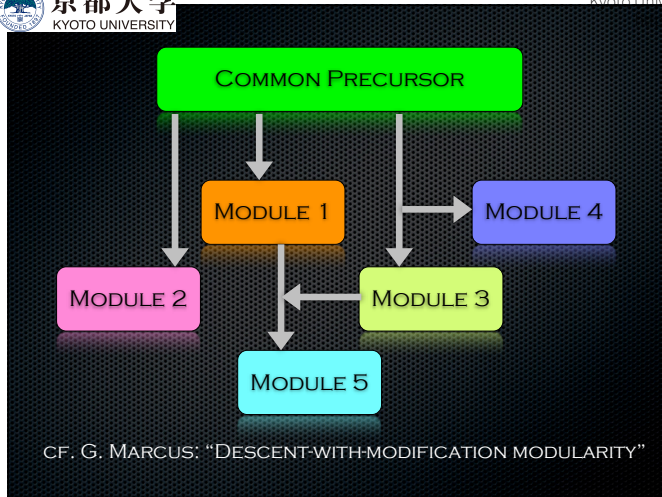 京都大学
KYOTO UNIVERSITY
COMMON PRECURSOR
MODULE 1
MODULE 4
MODULE 2
MODULE 3
MODULE 5
CF. G. MARCUS: “DESCENT-WITH-MODIFICATION MODULARITY”